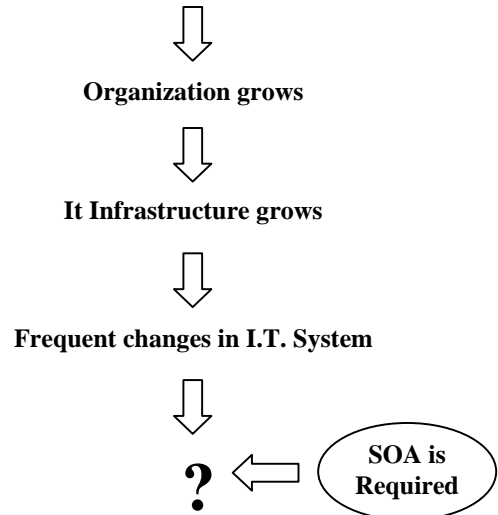 Organization grows
It Infrastructure grows
Frequent changes in I.T. System
?
SOA is
Required